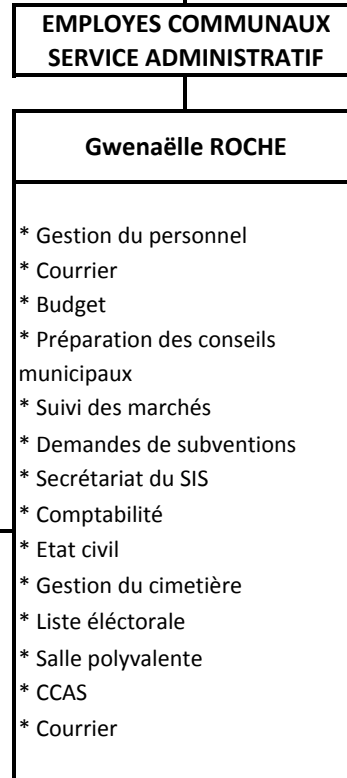 EMPLOYES COMMUNAUX
SERVICE ADMINISTRATIF
Gwenaëlle ROCHE
* Gestion du personnel
* Courrier
* Budget
* Préparation des conseils
municipaux
* Suivi des marchés
* Demandes de subventions
* Secrétariat du SIS
* Comptabilité
* Etat civil
* Gestion du cimetière
* Liste éléctorale
* Salle polyvalente
* CCAS
* Courrier